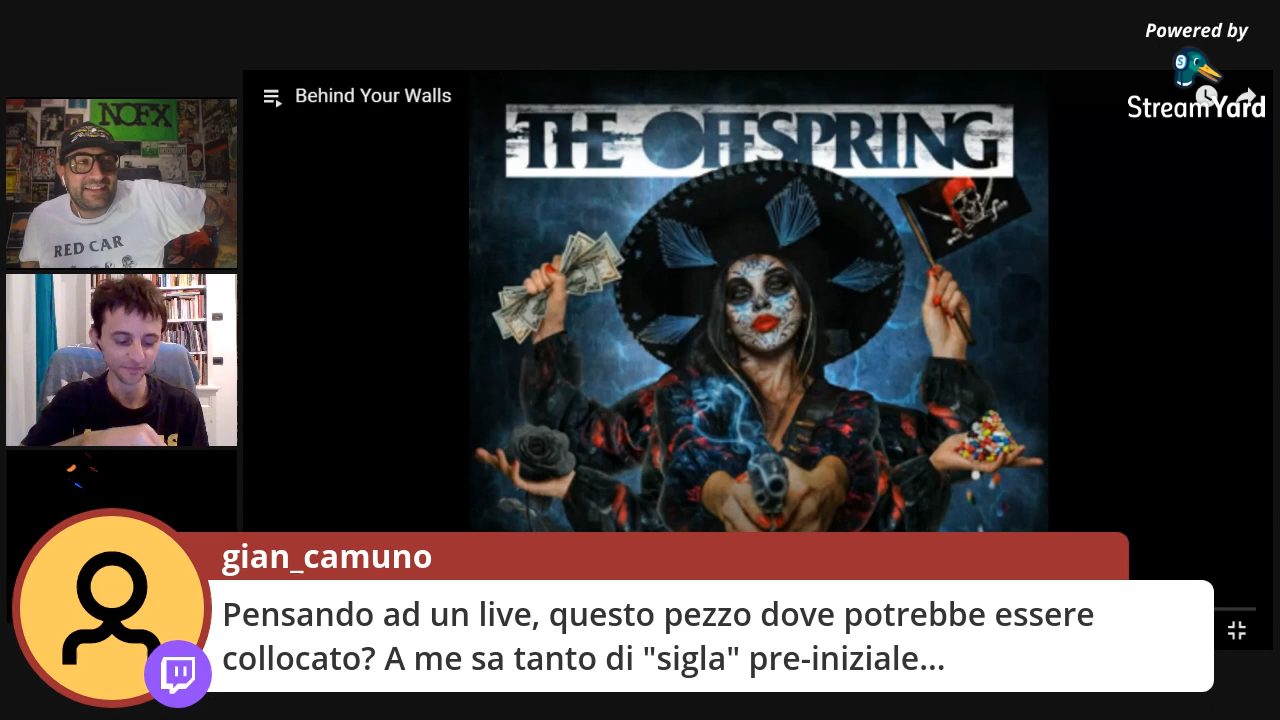 Powered by
StreamYard
Behind Your Walls
THE OFFSPRING
NOFX
RED CAR
gian_camuno
Pensando ad un live, questo pezzo dove potrebbe essere
collocato? A me sa tanto di "sigla" pre-iniziale...